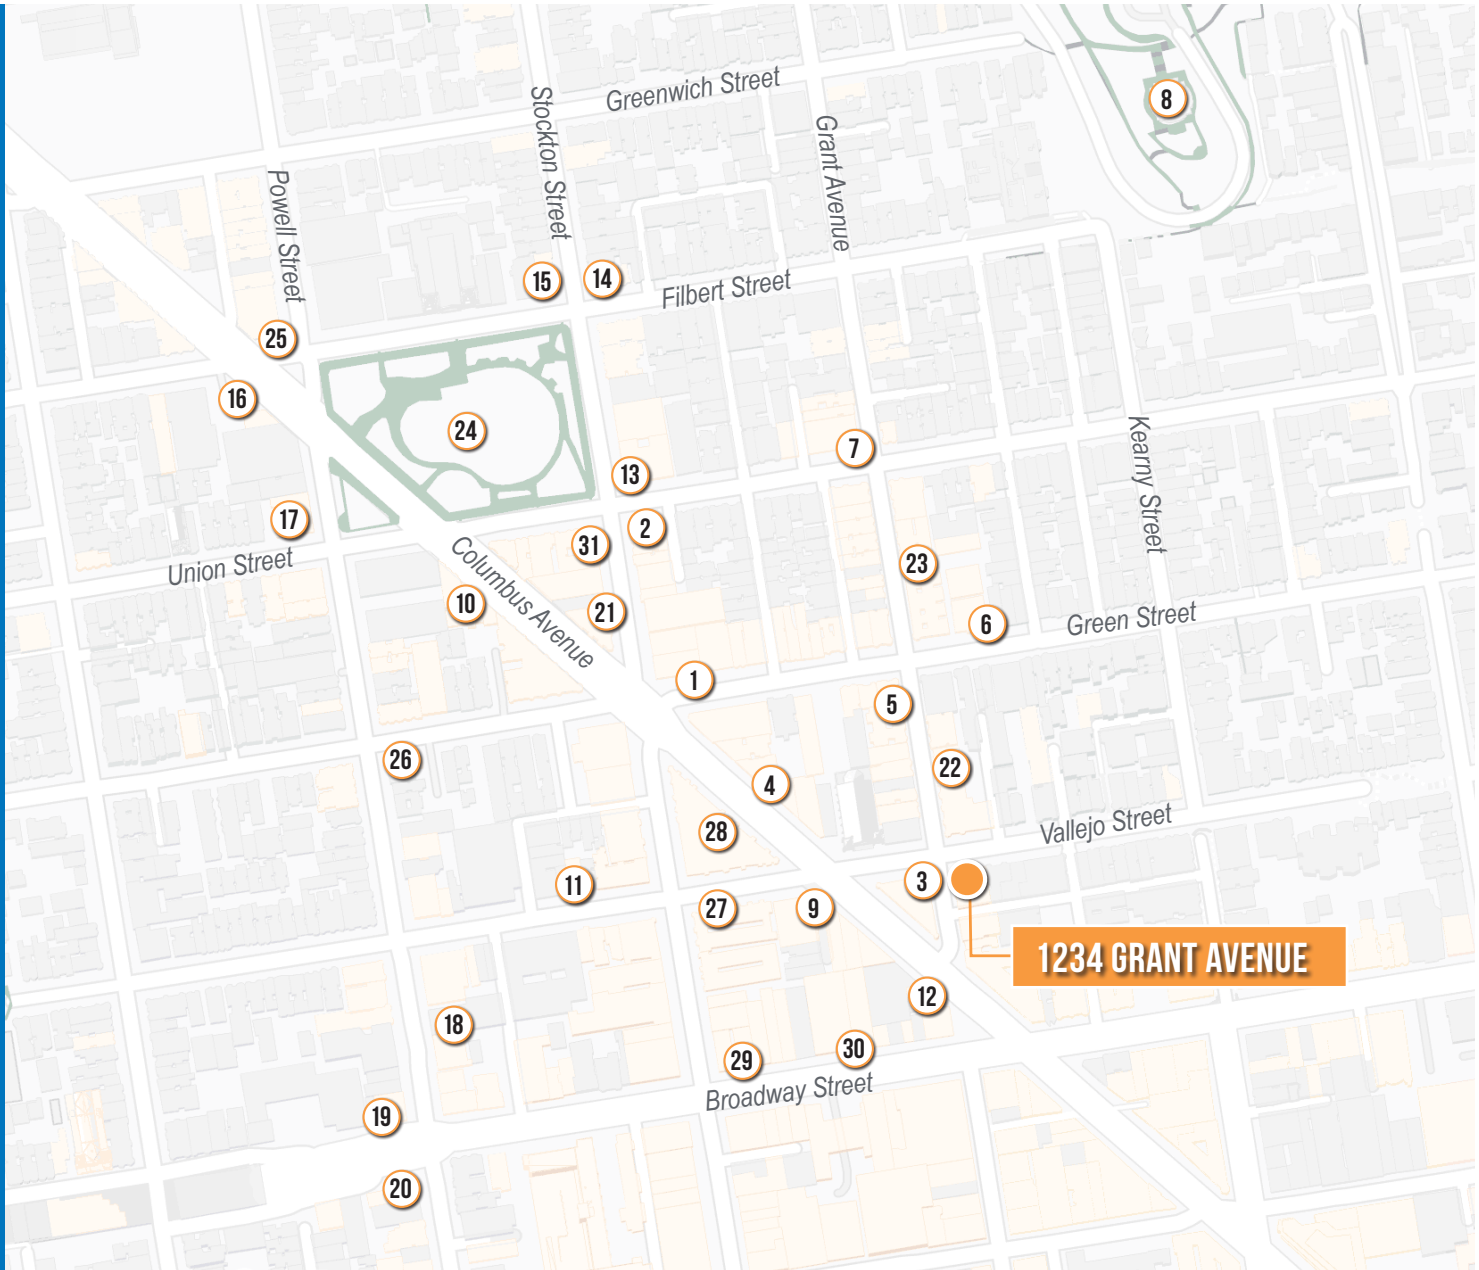 Greenwich Street
Stockton Street
8
Grant Avenue
Powell Street
15
14
Filbert Street
25
16
24
7
13
Kearny Street
17
2
31
Union Street
Columbus Avenue
23
10
21
6
Green Street
1
5
26
22
4
28
Vallejo Street
11
3
27
9
1234 GRANT AVENUE
12
18
30
29
Broadway Street
19
20